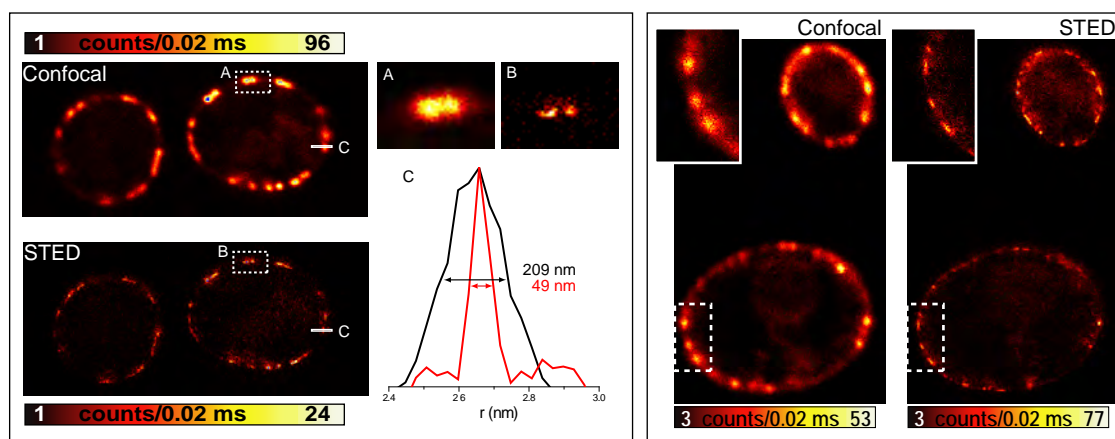 1 counts/0.02 ms 96
Confocal
A
C
STED
B
C
1 counts/0.02 ms 24
A
B
C
209 nm
49 nm
2.4 2.6 2.8 3.0
r (nm)
Confocal
STED
3 counts/0.02 ms 53
3 counts/0.02 ms 77